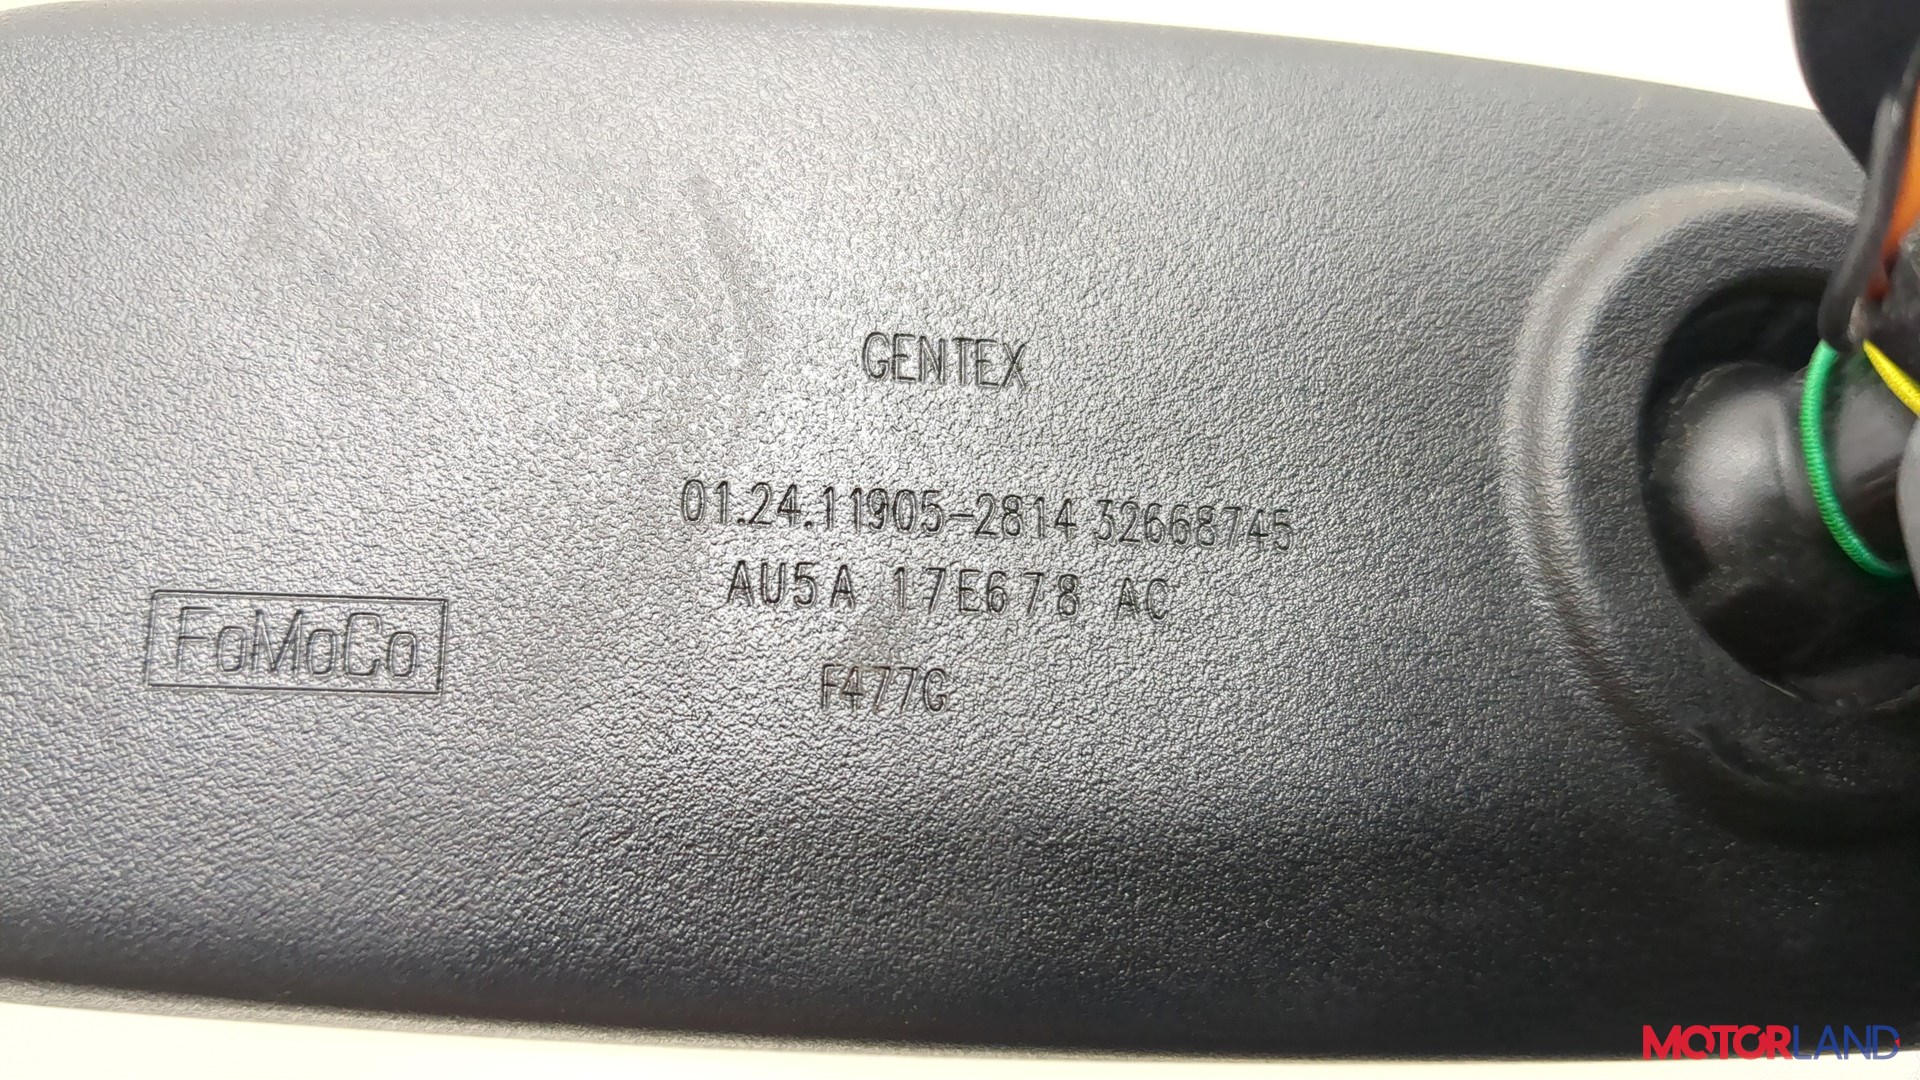 GENTEX
01.24.11905-2814 32668745
AU5A 17E678 AC
FoMoCo
F477G
MOTORLAND